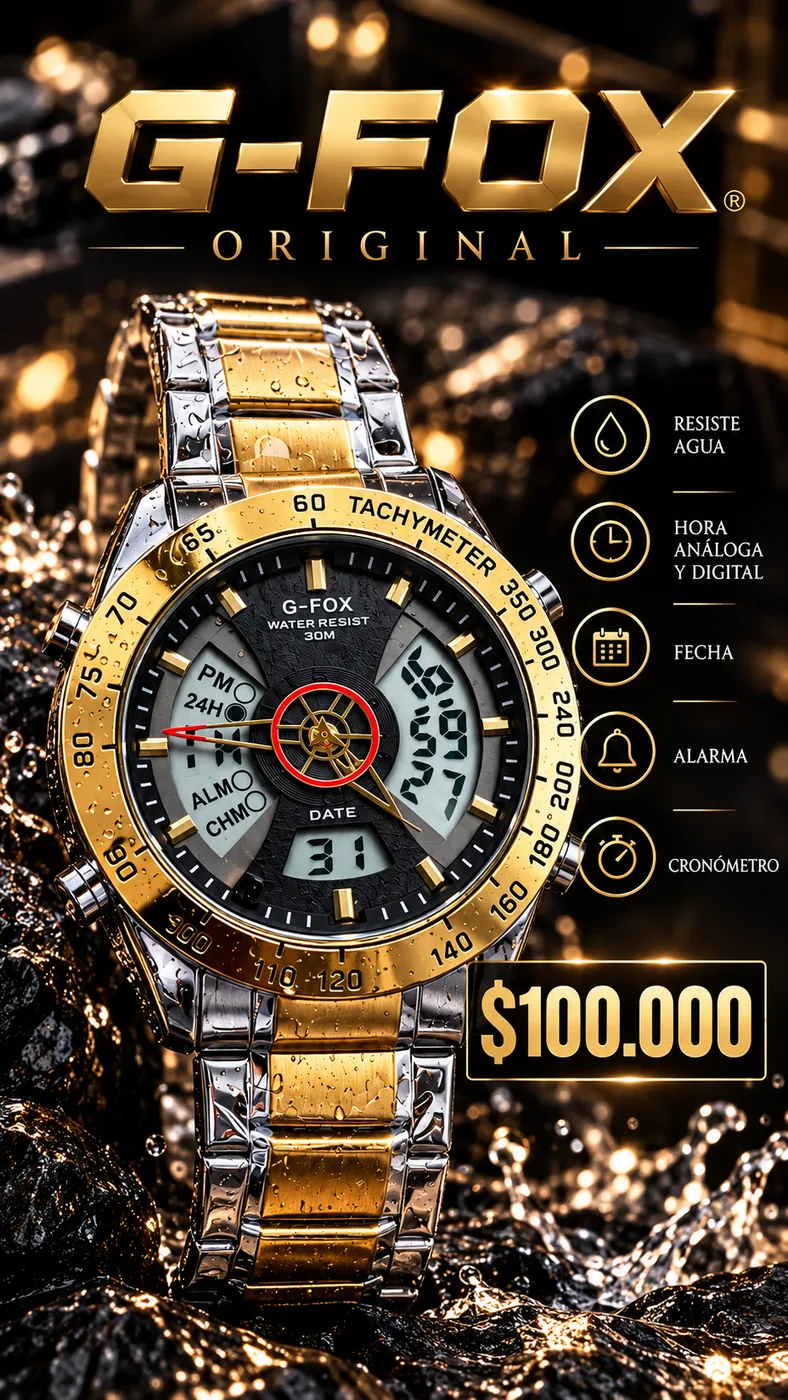 G-FOX®
ORIGINAL
RESISTE
AGUA
HORA
ANÁLOGA
Y DIGITAL
FECHA
ALARMA
CRONÓMETRO
60 TACHYMETER 350 300 240 200 180 160 140 120 110 900 90 80 75 70 65
G-FOX
WATER RESIST
30M
PM
24H
ALM
CHM
DATE
31
$100.000